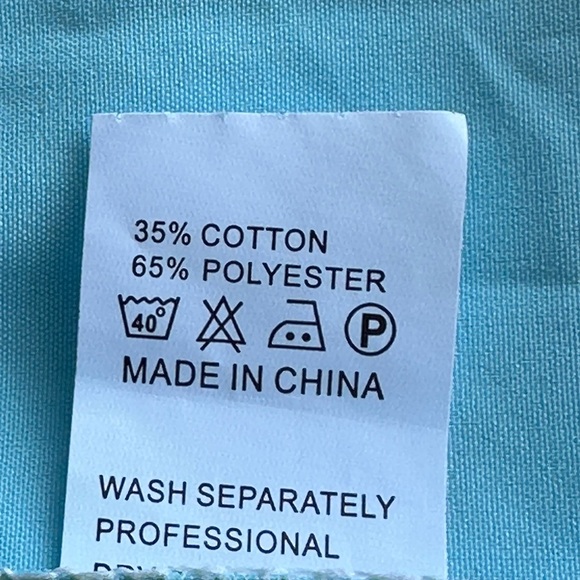 35% COTTON
65% POLYESTER
40° P
MADE IN CHINA
WASH SEPARATELY
PROFESSIONAL